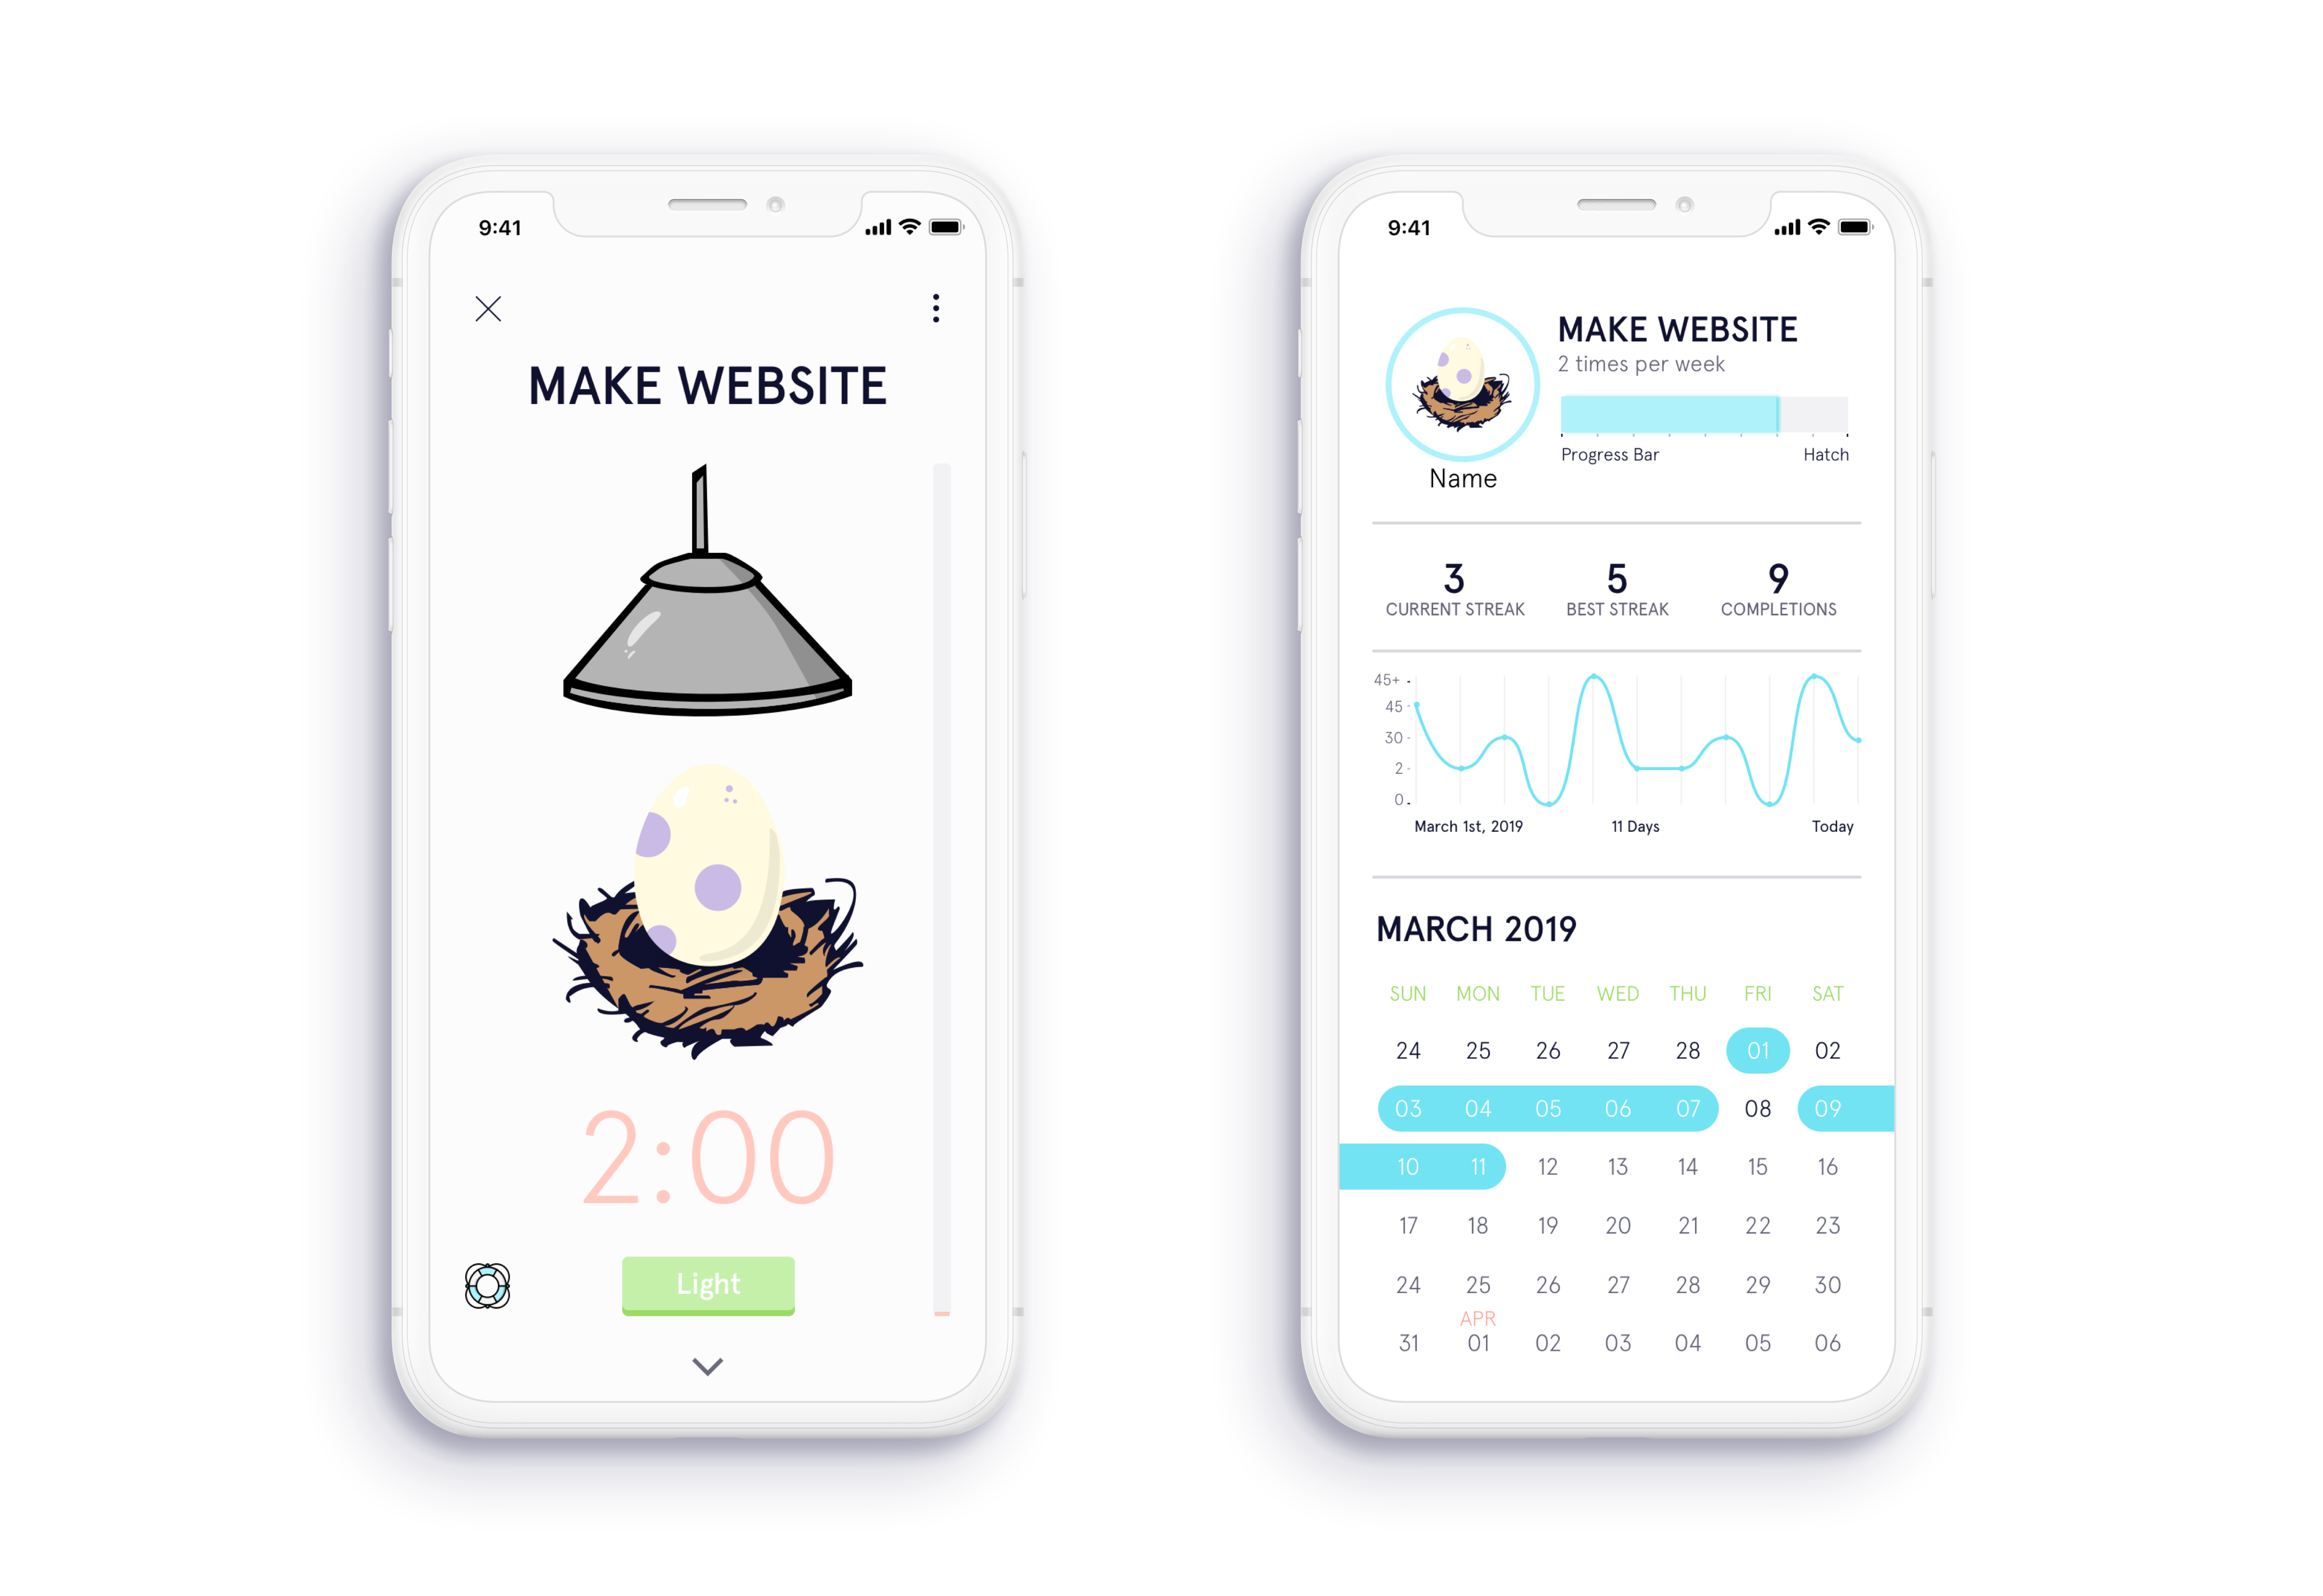 9:41
MAKE WEBSITE
2:00
Light
9:41
MAKE WEBSITE
2 times per week
Progress Bar Hatch
Name
3 5 9
CURRENT STREAK BEST STREAK COMPLETIONS
45+
45
30
2
0
March 1st, 2019 11 Days Today
MARCH 2019
SUN MON TUE WED THU FRI SAT
24 25 26 27 28 01 02
03 04 05 06 07 08 09
10 11 12 13 14 15 16
17 18 19 20 21 22 23
24 25 26 27 28 29 30
APR
31 01 02 03 04 05 06